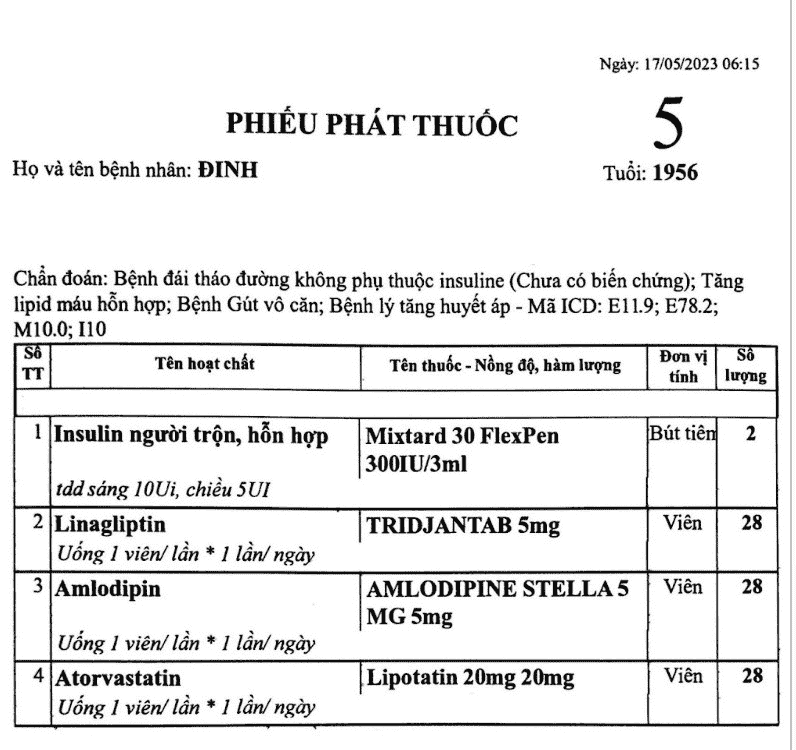 Ngày: 17/05/2023 06:15
PHIẾU PHÁT THUỐC
5
Họ và tên bệnh nhân: ĐINH
Tuổi: 1956
Chẩn đoán: Bệnh đái tháo đường không phụ thuộc insuline (Chưa có biến chứng); Tăng
lipid máu hỗn hợp; Bệnh Gút vô căn; Bệnh lý tăng huyết áp - Mã ICD: E11.9; E78.2;
M10.0; I10
Số TT Tên hoạt chất Tên thuốc - Nồng độ, hàm lượng Đơn vị tính Số lượng
1 Insulin người trộn, hỗn hợp Mixtard 30 FlexPen Bút tiên 2
300IU/3ml
tdd sáng 10Ui, chiều 5UI
2 Linagliptin TRIDJANTAB 5mg Viên 28
Uống 1 viên/ lần * 1 lần/ ngày
3 Amlodipin AMLODIPINE STELLA 5 Viên 28
MG 5mg
Uống 1 viên/ lần * 1 lần/ ngày
4 Atorvastatin Lipotatin 20mg 20mg Viên 28
Uống 1 viên/ lần * 1 lần/ ngày